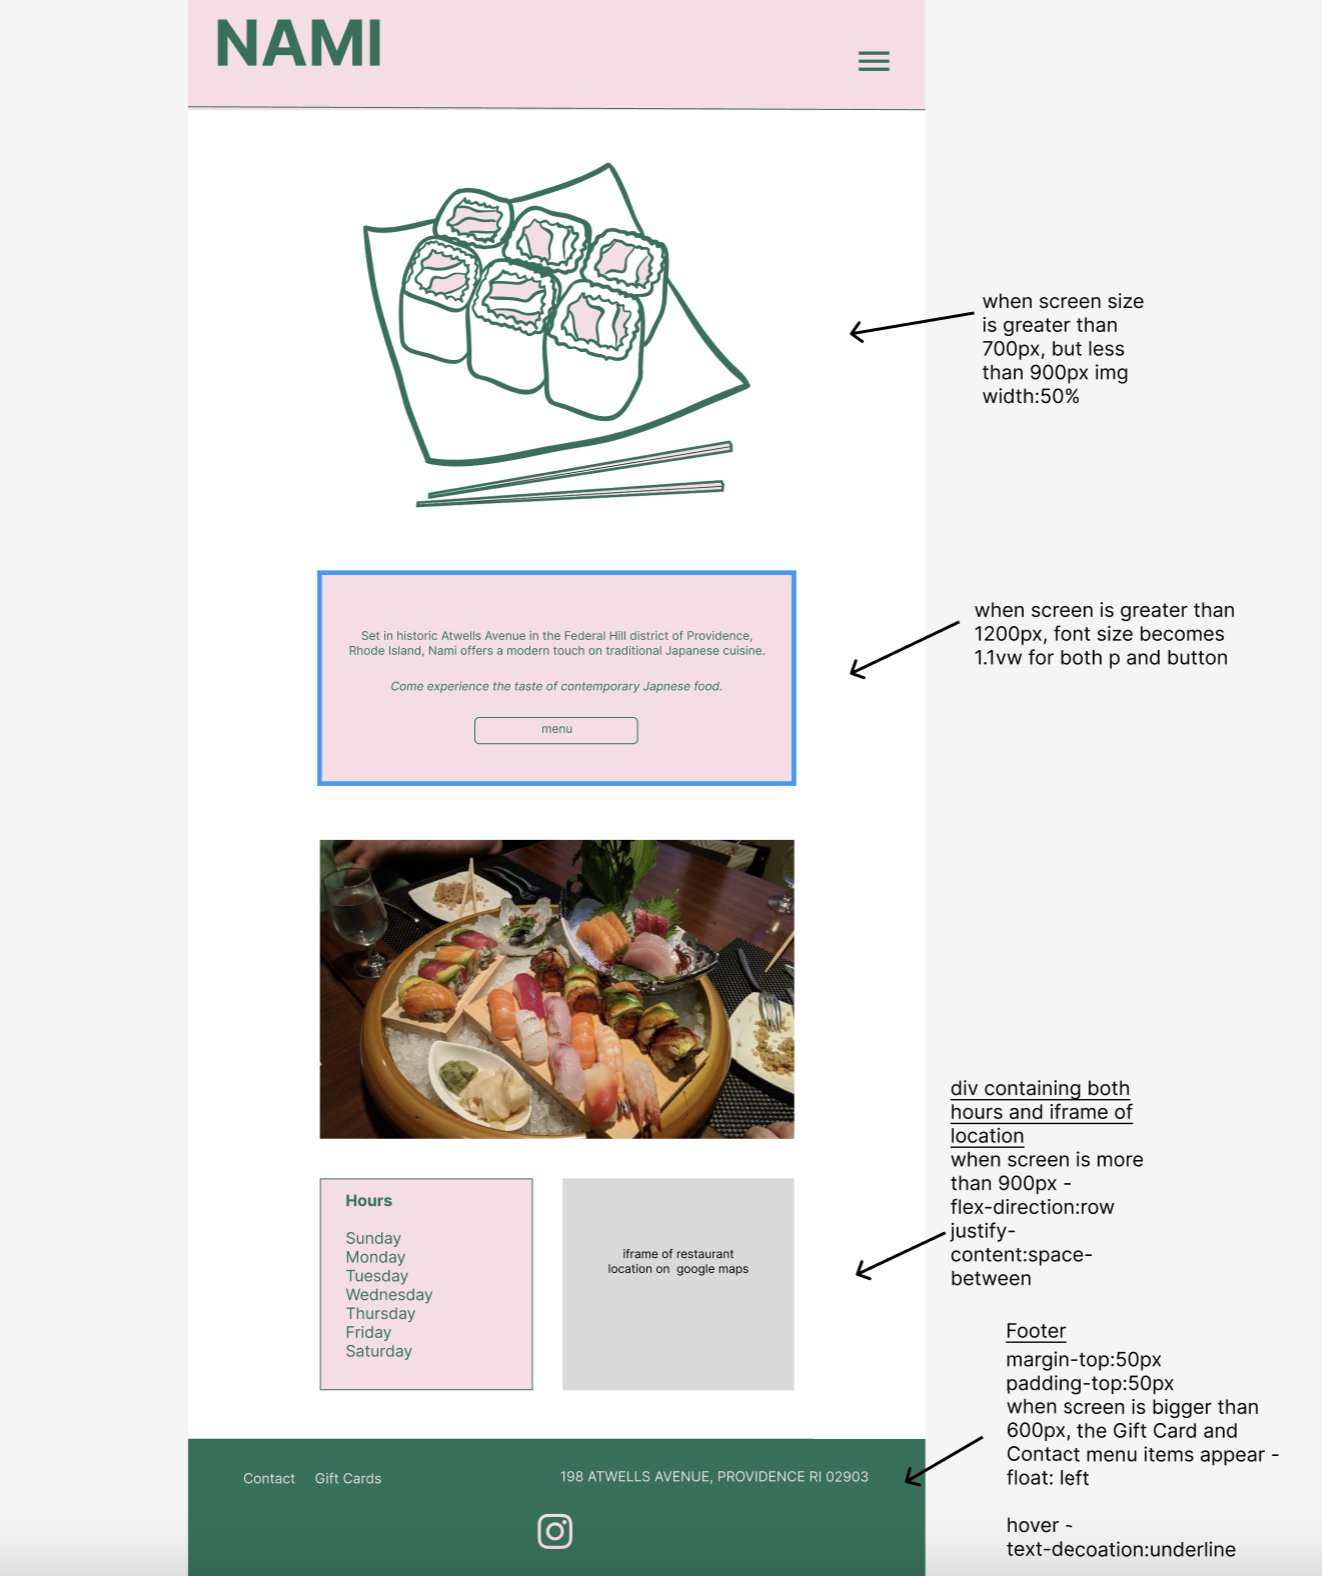 NAMI
when screen size
is greater than
700px, but less
than 900px img
width:50%
when screen is greater than
1200px, font size becomes
1.1vw for both p and button
Set in historic Atwells Avenue in the Federal Hill district of Providence,
Rhode Island, Nami offers a modern touch on traditional Japanese cuisine.
Come experience the taste of contemporary Japnese food.
menu
div containing both
hours and iframe of
location
when screen is more
than 900px -
flex-direction:row
justify-
content:space-
between
Hours
Sunday
Monday
Tuesday
Wednesday
Thursday
Friday
Saturday
iframe of restaurant
location on google maps
Footer
margin-top:50px
padding-top:50px
when screen is bigger than
600px, the Gift Card and
Contact menu items appear -
float: left
hover -
text-decoation:underline
Contact Gift Cards 198 ATWELLS AVENUE, PROVIDENCE RI 02903